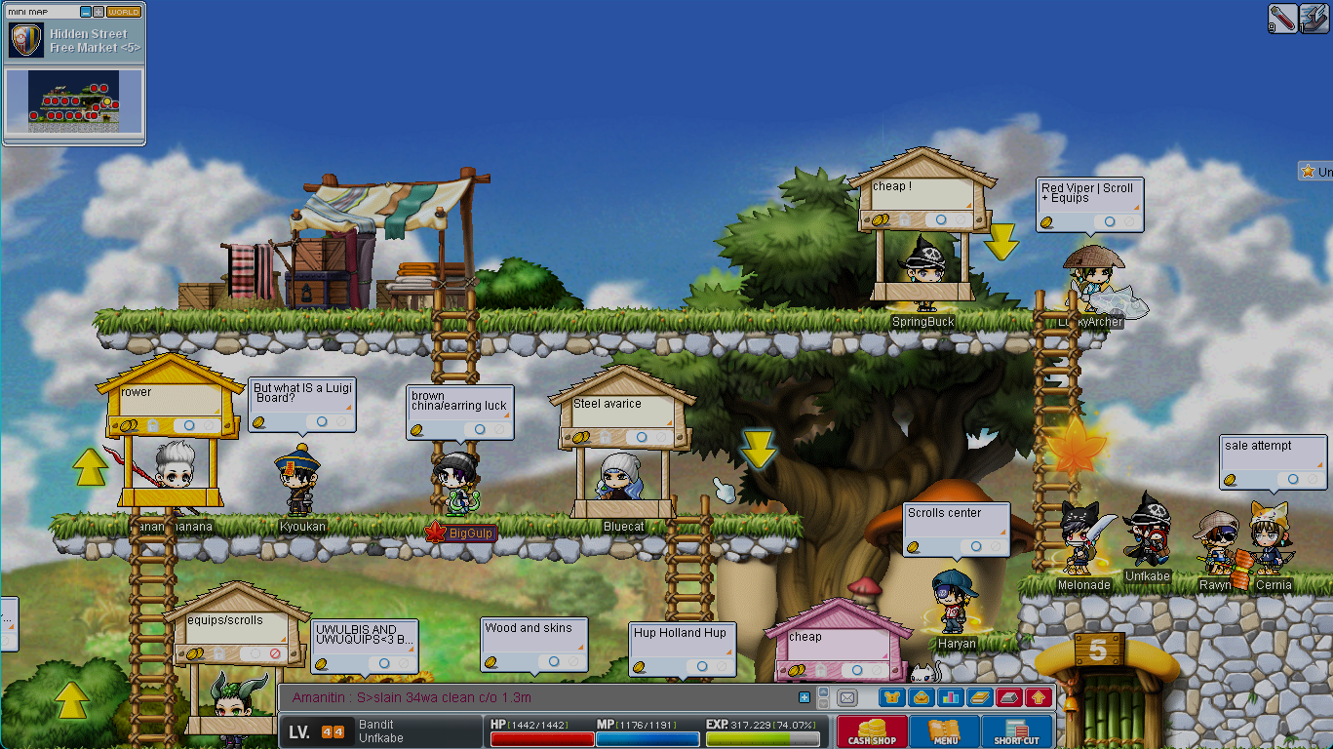 MINI MAP
WORLD
Hidden Street
Free Market <5>
cheap !
Red Viper | Scroll
+ Equips
SpringBuck
rower
But what IS a Luigi
Board?
brown
china/earring luck
Steel avarice
sale attempt
Scrolls center
Kyoukan
BigGulp
Bluecat
Melonade
Unfkabe
Ravyn
Cernia
equips/scrolls
UWULBIS AND
UWUQUIPS<3 B...
Wood and skins
Hup Holland Hup
cheap
Haryan
5
Amanitin : S>slain 34wa clean c/o 1.3m
LV. 44
Bandit
Unfkabe
HP[1442/1442]
MP[1176/1191]
EXP. 317,229[74.07%]
CASH SHOP
MENU
SHORT CUT